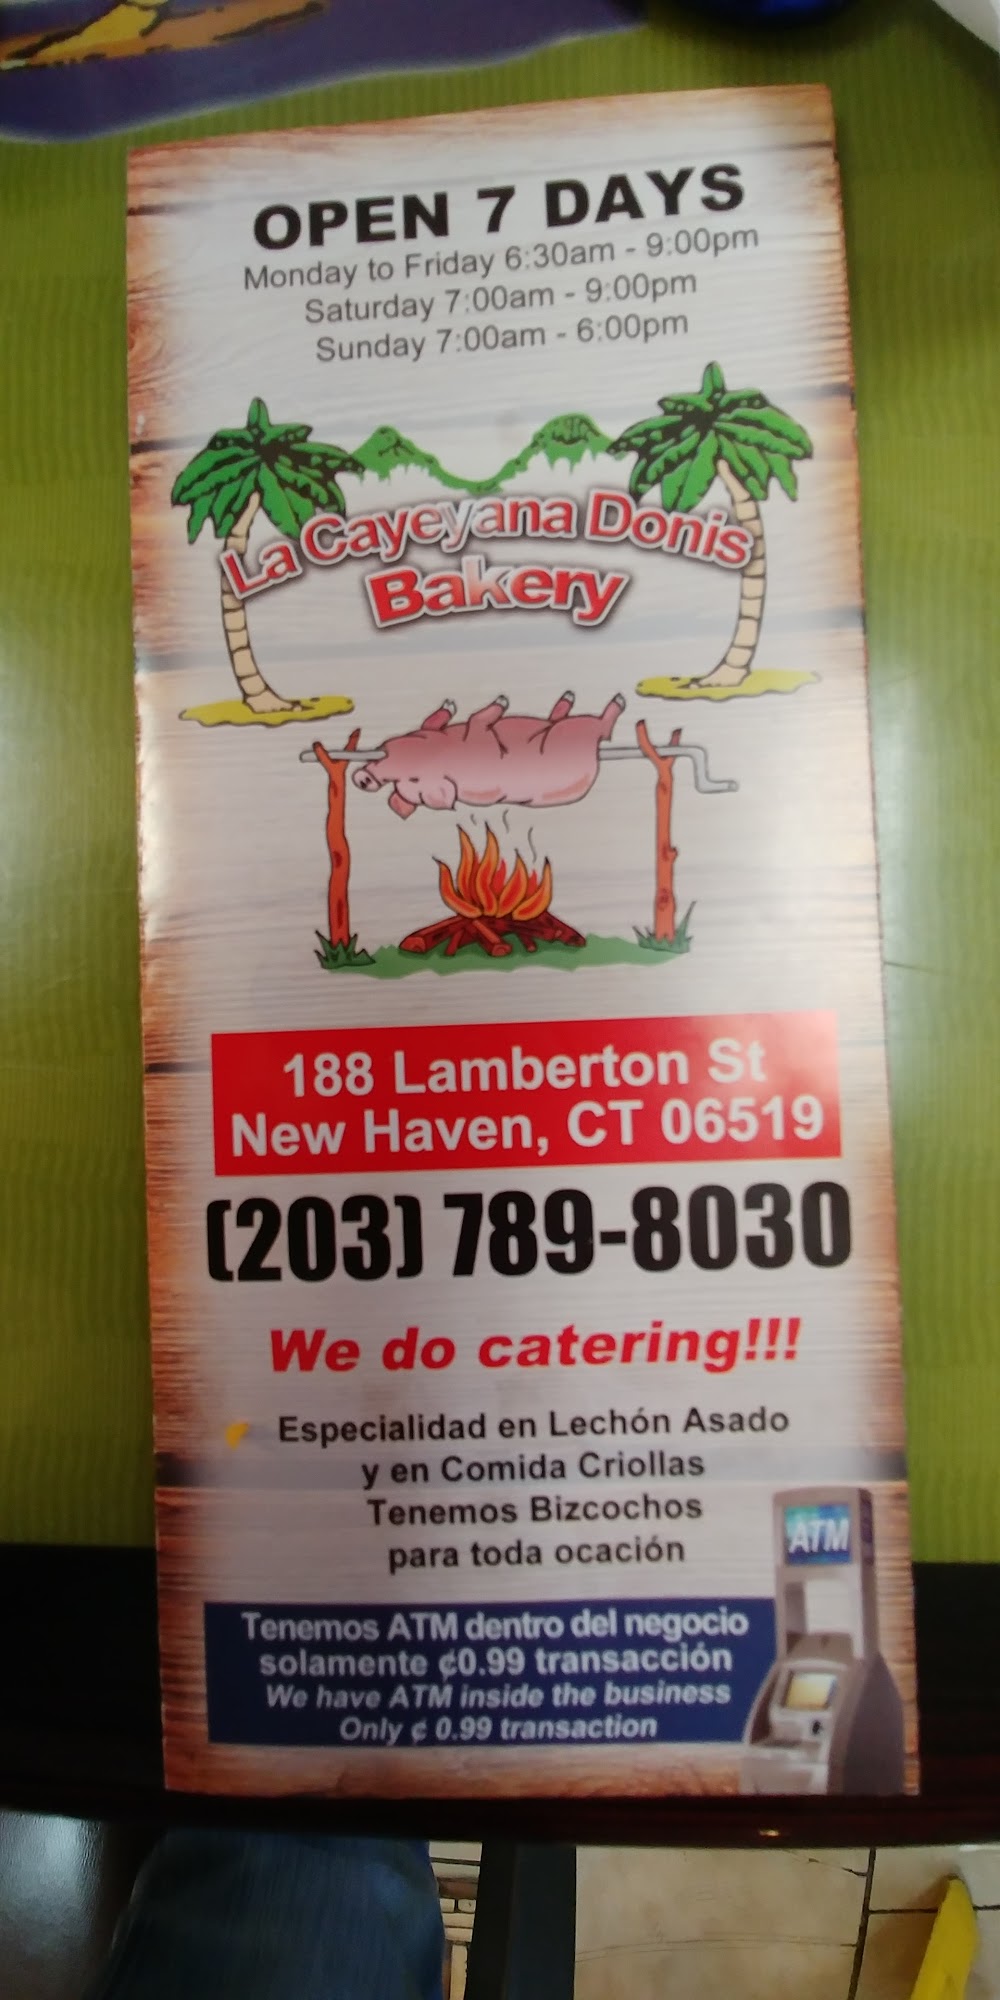 OPEN 7 DAYS
Monday to Friday 6:30am - 9:00pm
Saturday 7:00am - 9:00pm
Sunday 7:00am - 6:00pm
La Cayeyana Donis
Bakery
188 Lamberton St
New Haven, CT 06519
(203) 789-8030
We do catering!!!
Especialidad en Lechón Asado
y en Comida Criollas
Tenemos Bizcochos
para toda ocación
ATM
Tenemos ATM dentro del negocio
solamente ¢0.99 transacción
We have ATM inside the business
Only ¢ 0.99 transaction